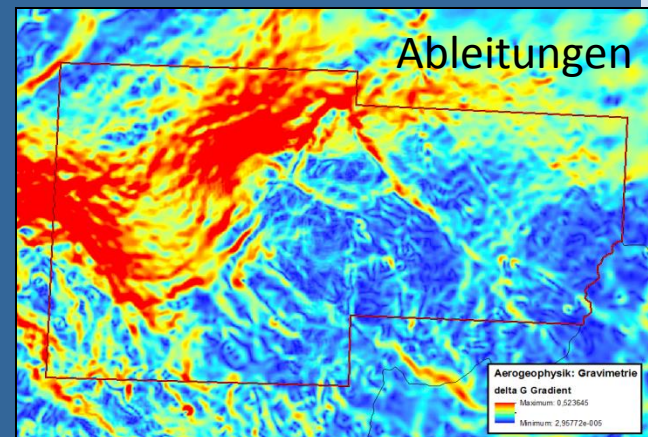 Ableitungen
Aerogeophysik: Gravimetrie
delta G Gradient
Maximum: 0,523645
Minimum: 2,95772e-005